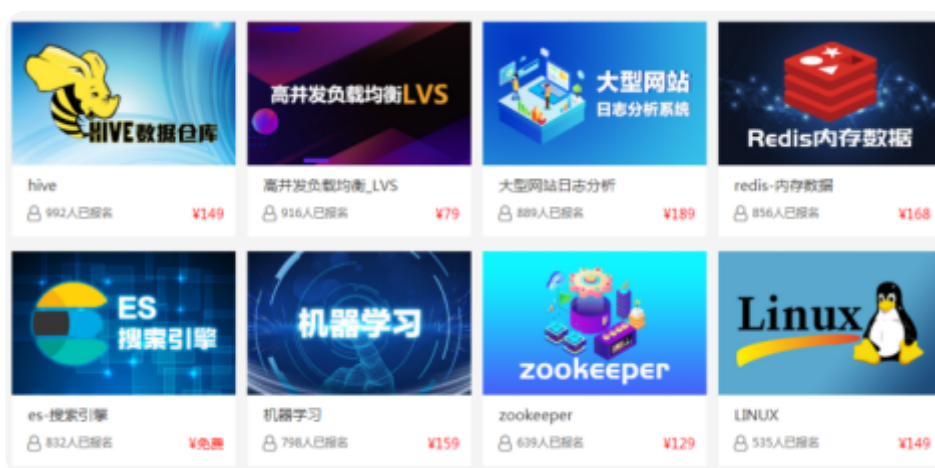 HIVE数据仓库
高并发负载均衡LVS
大型网站
日志分析系统
Redis内存数据
hive
高并发负载均衡_LVS
大型网站日志分析
redis-内存数据
992人已报名
¥149
916人已报名
¥79
889人已报名
¥189
856人已报名
¥168
ES
搜索引擎
机器学习
zookeeper
Linux
es-搜索引擎
机器学习
zookeeper
LINUX
832人已报名
¥免费
798人已报名
¥159
639人已报名
¥129
535人已报名
¥149